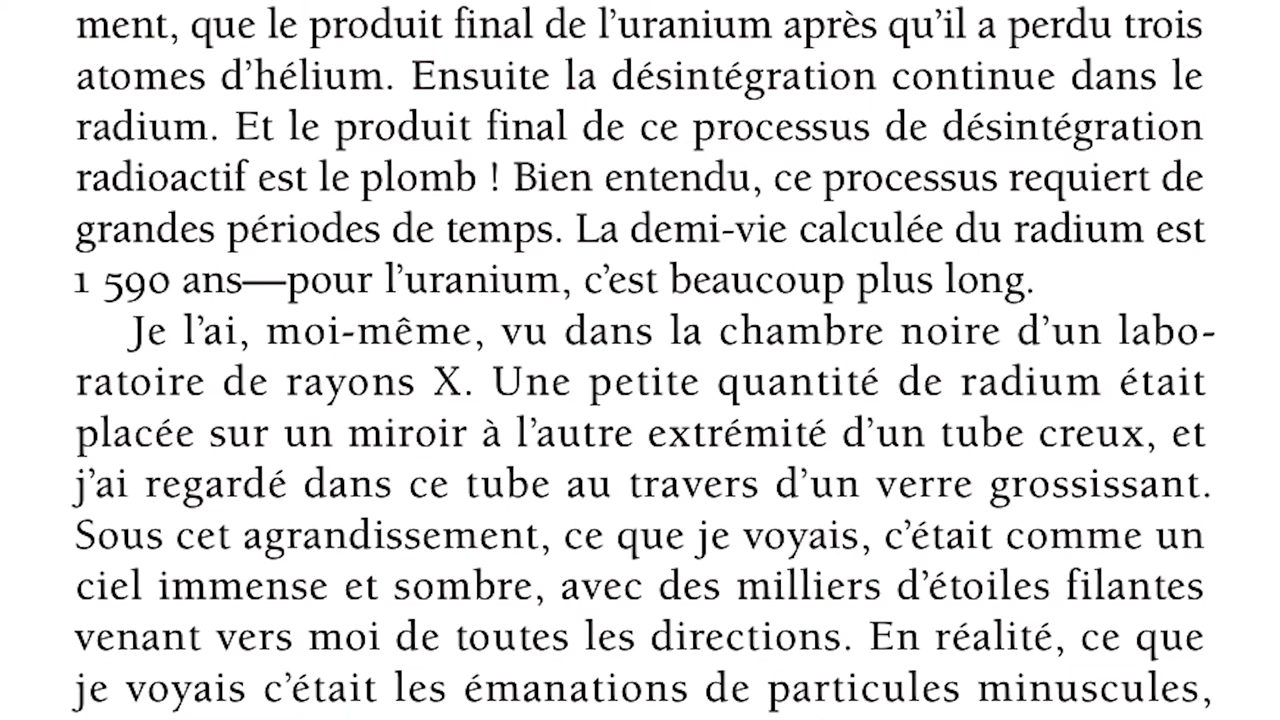 ment, que le produit final de l’uranium après qu’il a perdu trois
atomes d’hélium. Ensuite la désintégration continue dans le
radium. Et le produit final de ce processus de désintégration
radioactif est le plomb ! Bien entendu, ce processus requiert de
grandes périodes de temps. La demi-vie calculée du radium est
1 590 ans—pour l’uranium, c’est beaucoup plus long.
Je l’ai, moi-même, vu dans la chambre noire d’un labo-
ratoire de rayons X. Une petite quantité de radium était
placée sur un miroir à l’autre extrémité d’un tube creux, et
j’ai regardé dans ce tube au travers d’un verre grossissant.
Sous cet agrandissement, ce que je voyais, c’était comme un
ciel immense et sombre, avec des milliers d’étoiles filantes
venant vers moi de toutes les directions. En réalité, ce que
je voyais c’était les émanations de particules minuscules,